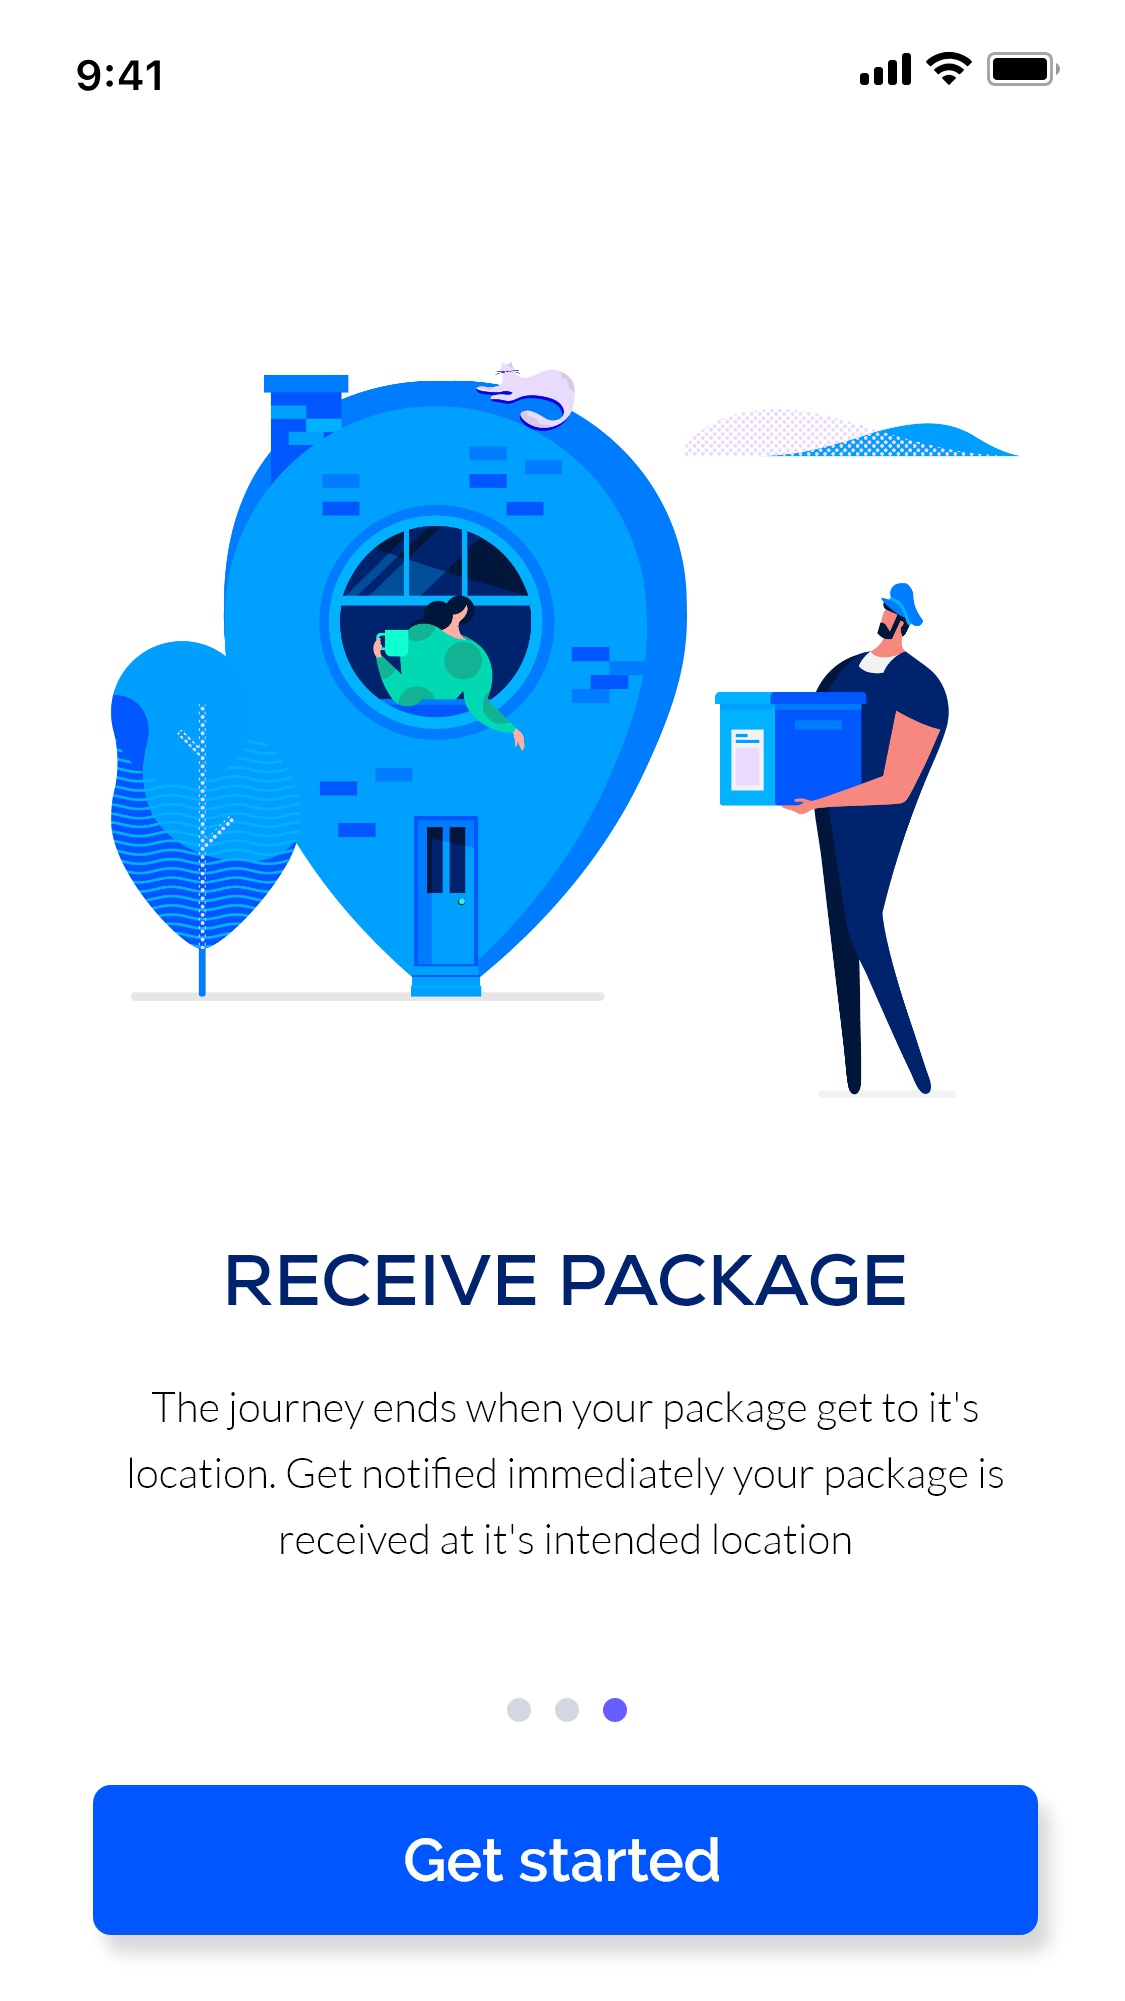 9:41
RECEIVE PACKAGE
The journey ends when your package get to it's
location. Get notified immediately your package is
received at it's intended location
Get started